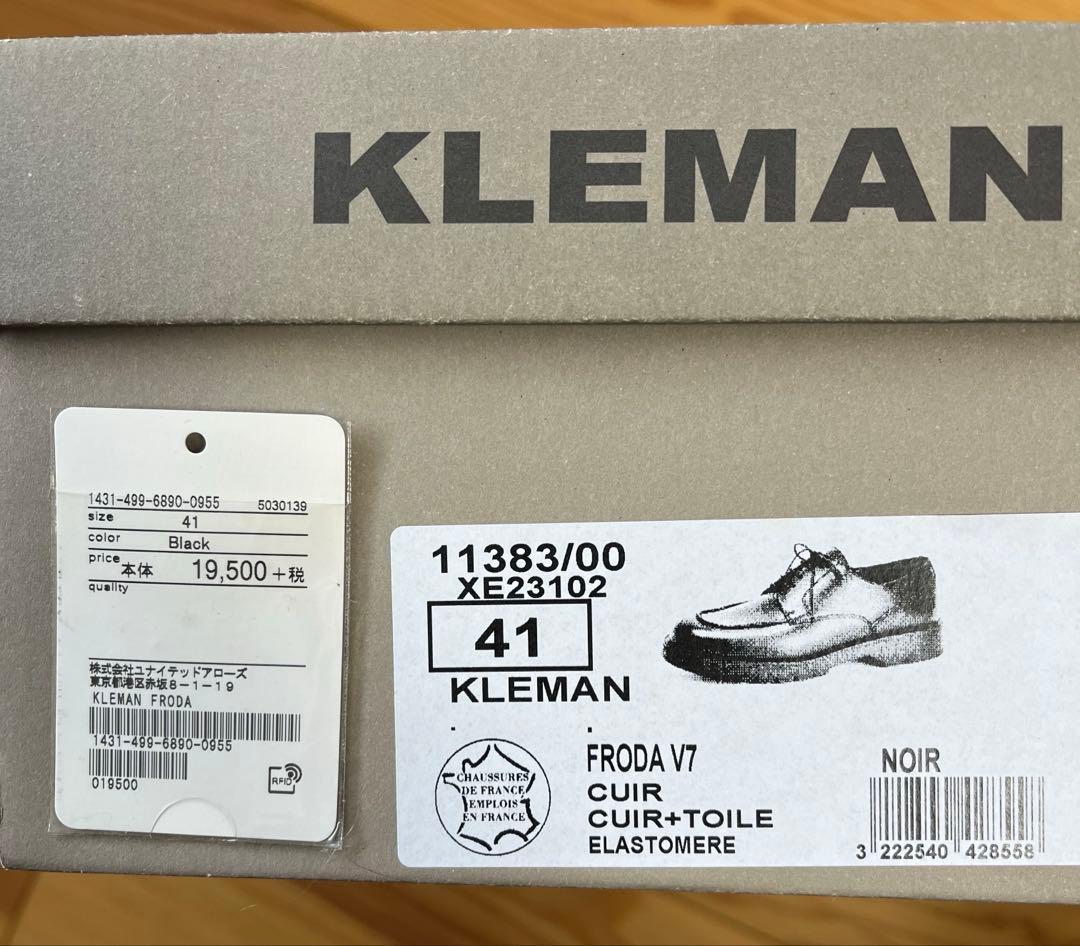 KLEMAN
1431-499-6890-0955 5030139
size 41
color Black
price 本体 19,500+税
quality
株式会社ユナイテッドアローズ
東京都港区赤坂8-1-19
KLEMAN FRODA
1431-499-6890-0955
019500
RFID
11383/00
XE23102
41
KLEMAN
. .
CHAUSSURES
DE FRANCE
EMPLOIS
EN FRANCE
FRODA V7 NOIR
CUIR
CUIR+TOILE
ELASTOMERE
3 222540 428558